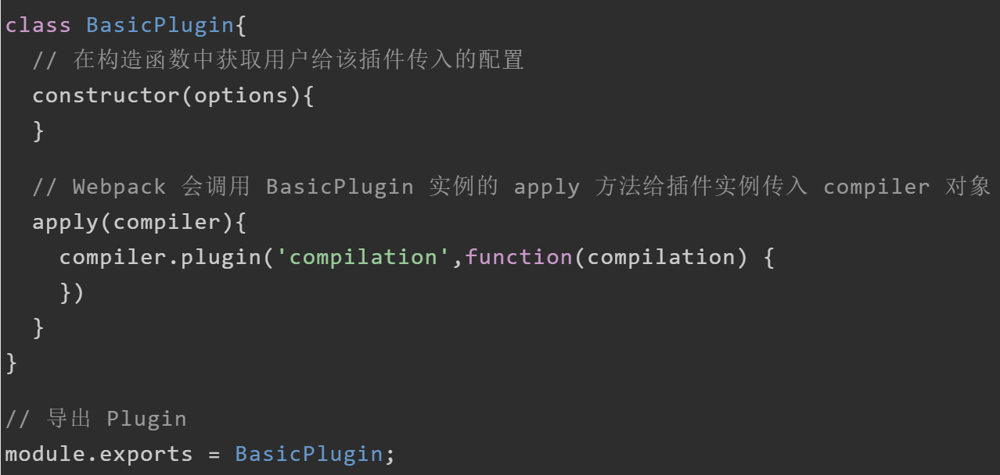 class BasicPlugin{
  // 在构造函数中获取用户给该插件传入的配置
  constructor(options){
  }

  // Webpack 会调用 BasicPlugin 实例的 apply 方法给插件实例传入 compiler 对象
  apply(compiler){
    compiler.plugin('compilation',function(compilation) {
    })
  }
}

// 导出 Plugin
module.exports = BasicPlugin;